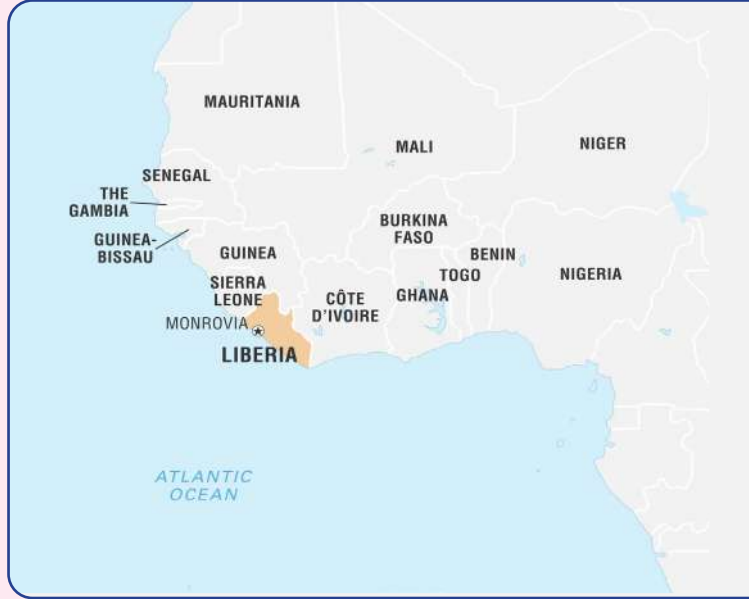 MAURITANIA
MALI
NIGER
SENEGAL
THE
GAMBIA
GUINEA-
BISSAU
GUINEA
BURKINA
FASO
BENIN
TOGO
NIGERIA
SIERRA
LEONE
CÔTE
D'IVOIRE
GHANA
MONROVIA
LIBERIA
ATLANTIC
OCEAN